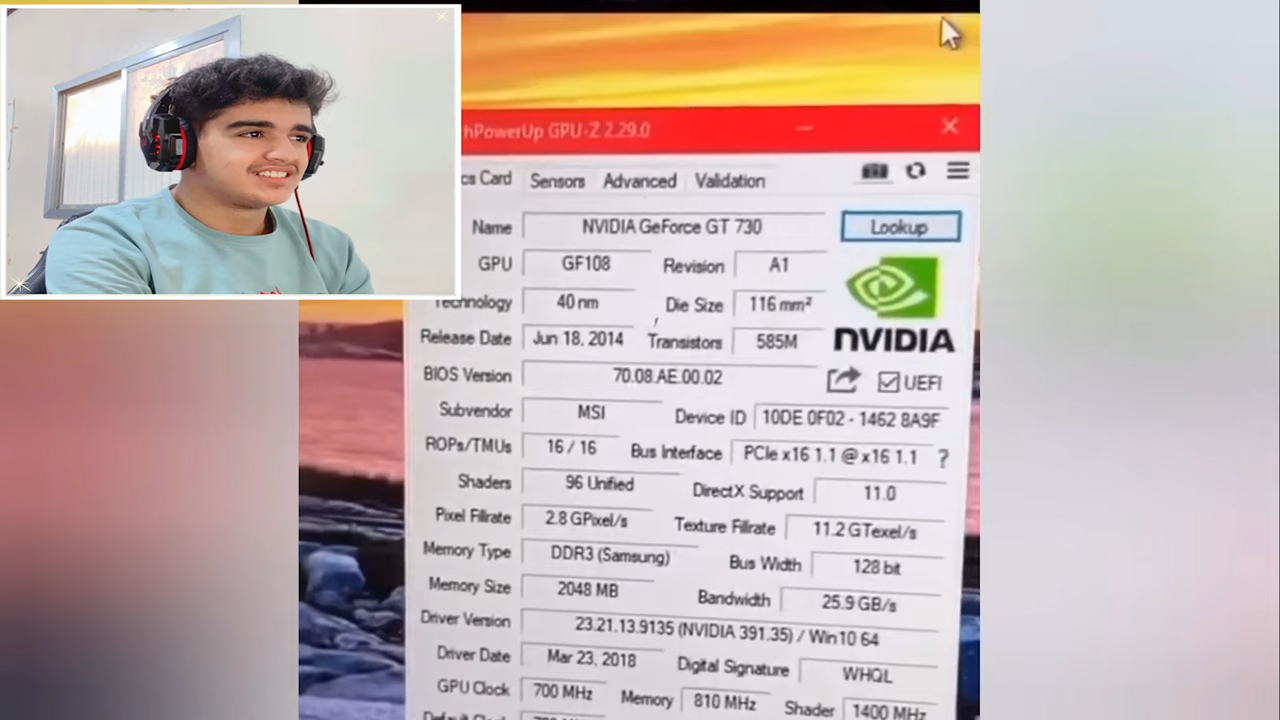 hPowerUp GPU-Z 2.29.0
cs Card Sensors Advanced Validation
Name NVIDIA GeForce GT 730 Lookup
GPU GF108 Revision A1
Technology 40 nm Die Size 116 mm²
NVIDIA
Release Date Jun 18, 2014 Transistors 585M
BIOS Version 70.08.AE.00.02 UEFI
Subvendor MSI Device ID 10DE 0F02 - 1462 8A9F
ROPs/TMUs 16 / 16 Bus Interface PCIe x16 1.1 @ x16 1.1 ?
Shaders 96 Unified DirectX Support 11.0
Pixel Fillrate 2.8 GPixel/s Texture Fillrate 11.2 GTexel/s
Memory Type DDR3 (Samsung) Bus Width 128 bit
Memory Size 2048 MB Bandwidth 25.9 GB/s
Driver Version 23.21.13.9135 (NVIDIA 391.35) / Win10 64
Driver Date Mar 23, 2018 Digital Signature WHQL
GPU Clock 700 MHz Memory 810 MHz Shader 1400 MHz